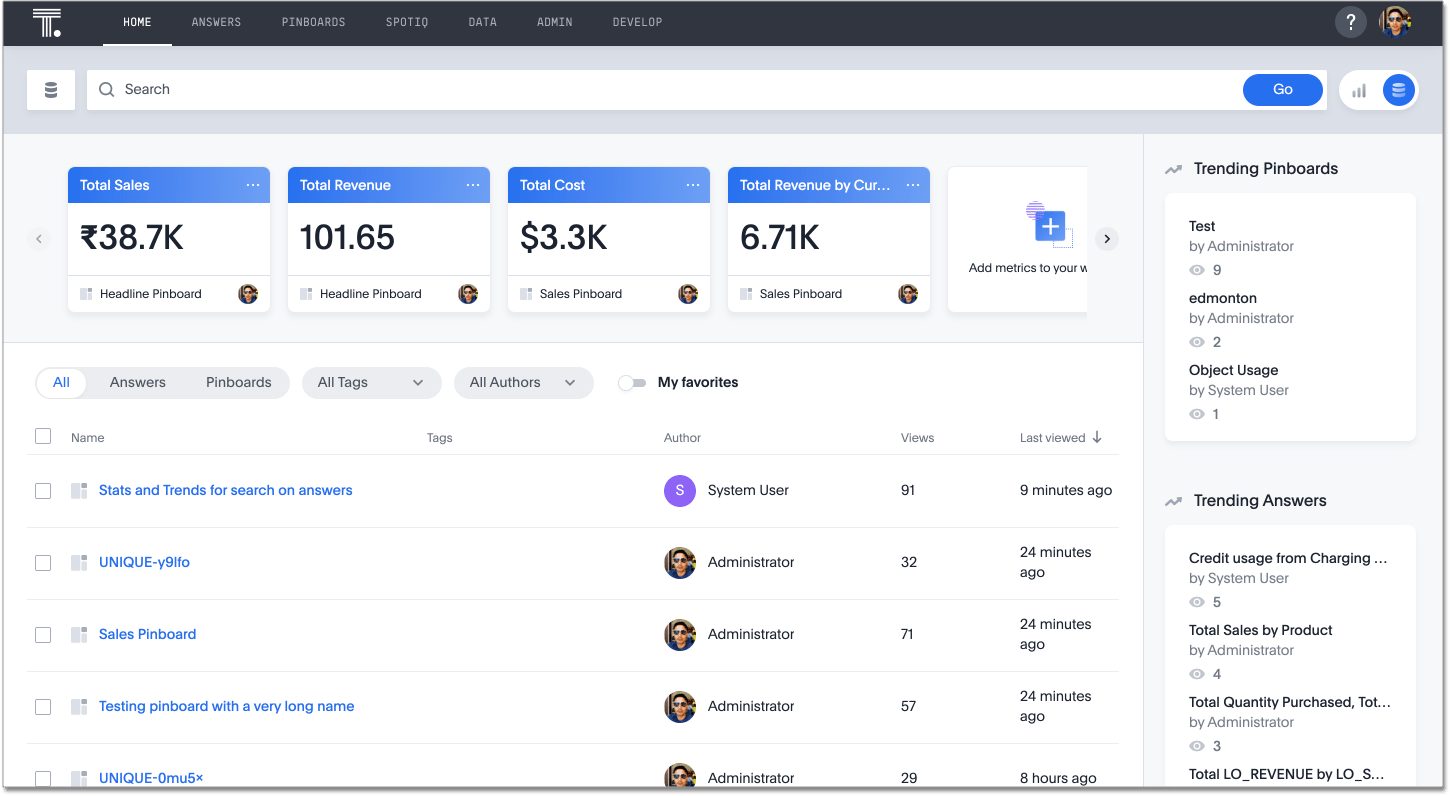 T.
HOME ANSWERS PINBOARDS SPOTIQ DATA ADMIN DEVELOP ?
Search Go
Total Sales ...
₹38.7K
Headline Pinboard
Total Revenue ...
101.65
Headline Pinboard
Total Cost ...
$3.3K
Sales Pinboard
Total Revenue by Cur... ...
6.71K
Sales Pinboard
Add metrics to your w
All Answers Pinboards All Tags All Authors My favorites
Name Tags Author Views Last viewed
Stats and Trends for search on answers S System User 91 9 minutes ago
UNIQUE-y9lfo Administrator 32 24 minutes
ago
Sales Pinboard Administrator 71 24 minutes
ago
Testing pinboard with a very long name Administrator 57 24 minutes
ago
UNIQUE-0mu5× Administrator 29 8 hours ago
Trending Pinboards
Test
by Administrator
9
edmonton
by Administrator
2
Object Usage
by System User
1
Trending Answers
Credit usage from Charging ...
by System User
5
Total Sales by Product
by Administrator
4
Total Quantity Purchased, Tot...
by Administrator
3
Total LO_REVENUE by LO_S...